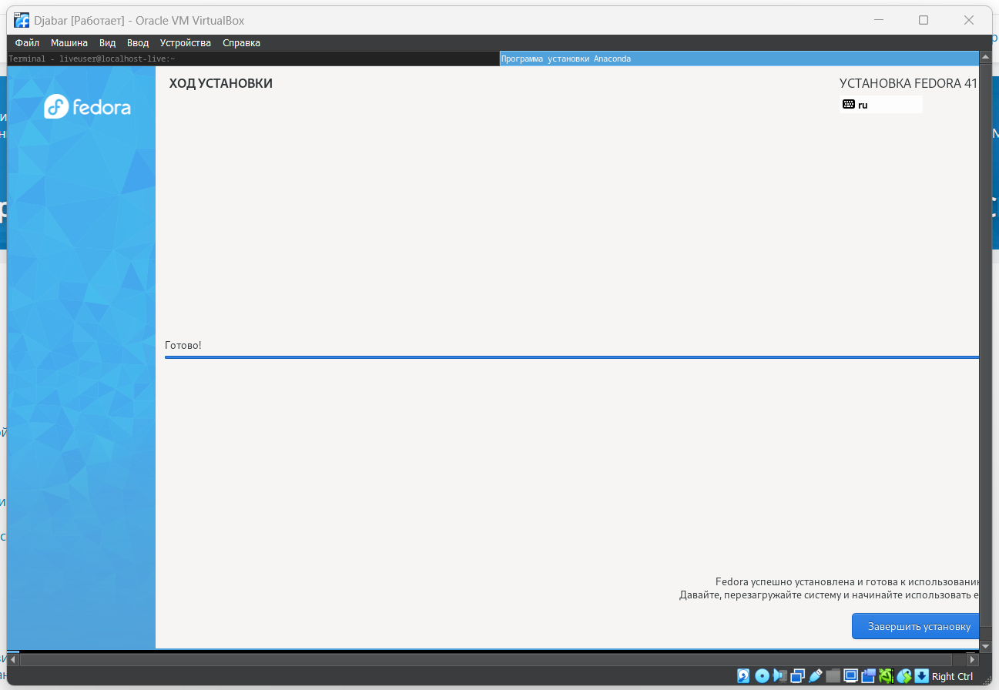 Djabar [Работает] - Oracle VM VirtualBox
Файл Машина Вид Ввод Устройства Справка
Terminal - liveuser@localhost-live:~
Программа установки Anaconda
fedora
ХОД УСТАНОВКИ
УСТАНОВКА FEDORA 41
ru
Готово!
Fedora успешно установлена и готова к использовани
Давайте, перезагружайте систему и начинайте использовать е
Завершить установку
Right Ctrl